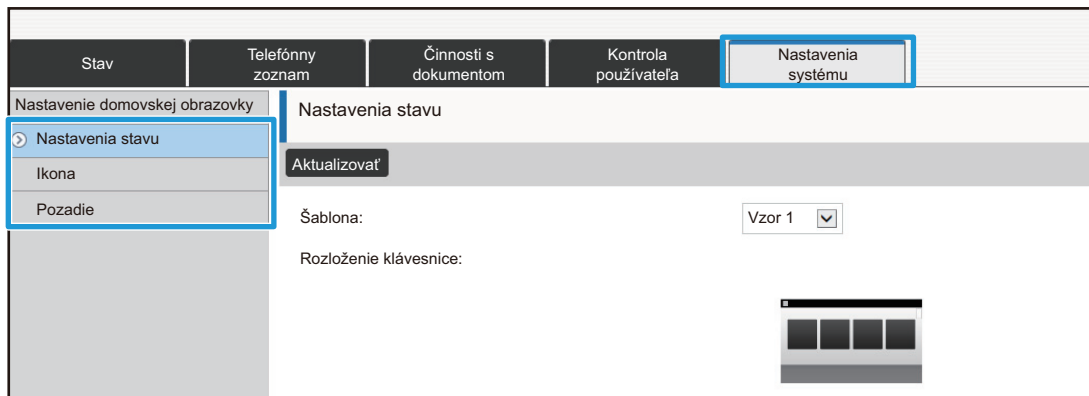 Stav
Telefónny
zoznam
Činnosti s
dokumentom
Kontrola
používateľa
Nastavenia
systému
Nastavenie domovskej obrazovky
Nastavenia stavu
Ikona
Pozadie
Nastavenia stavu
Aktualizovať
Šablona:
Vzor 1
Rozloženie klávesnice: